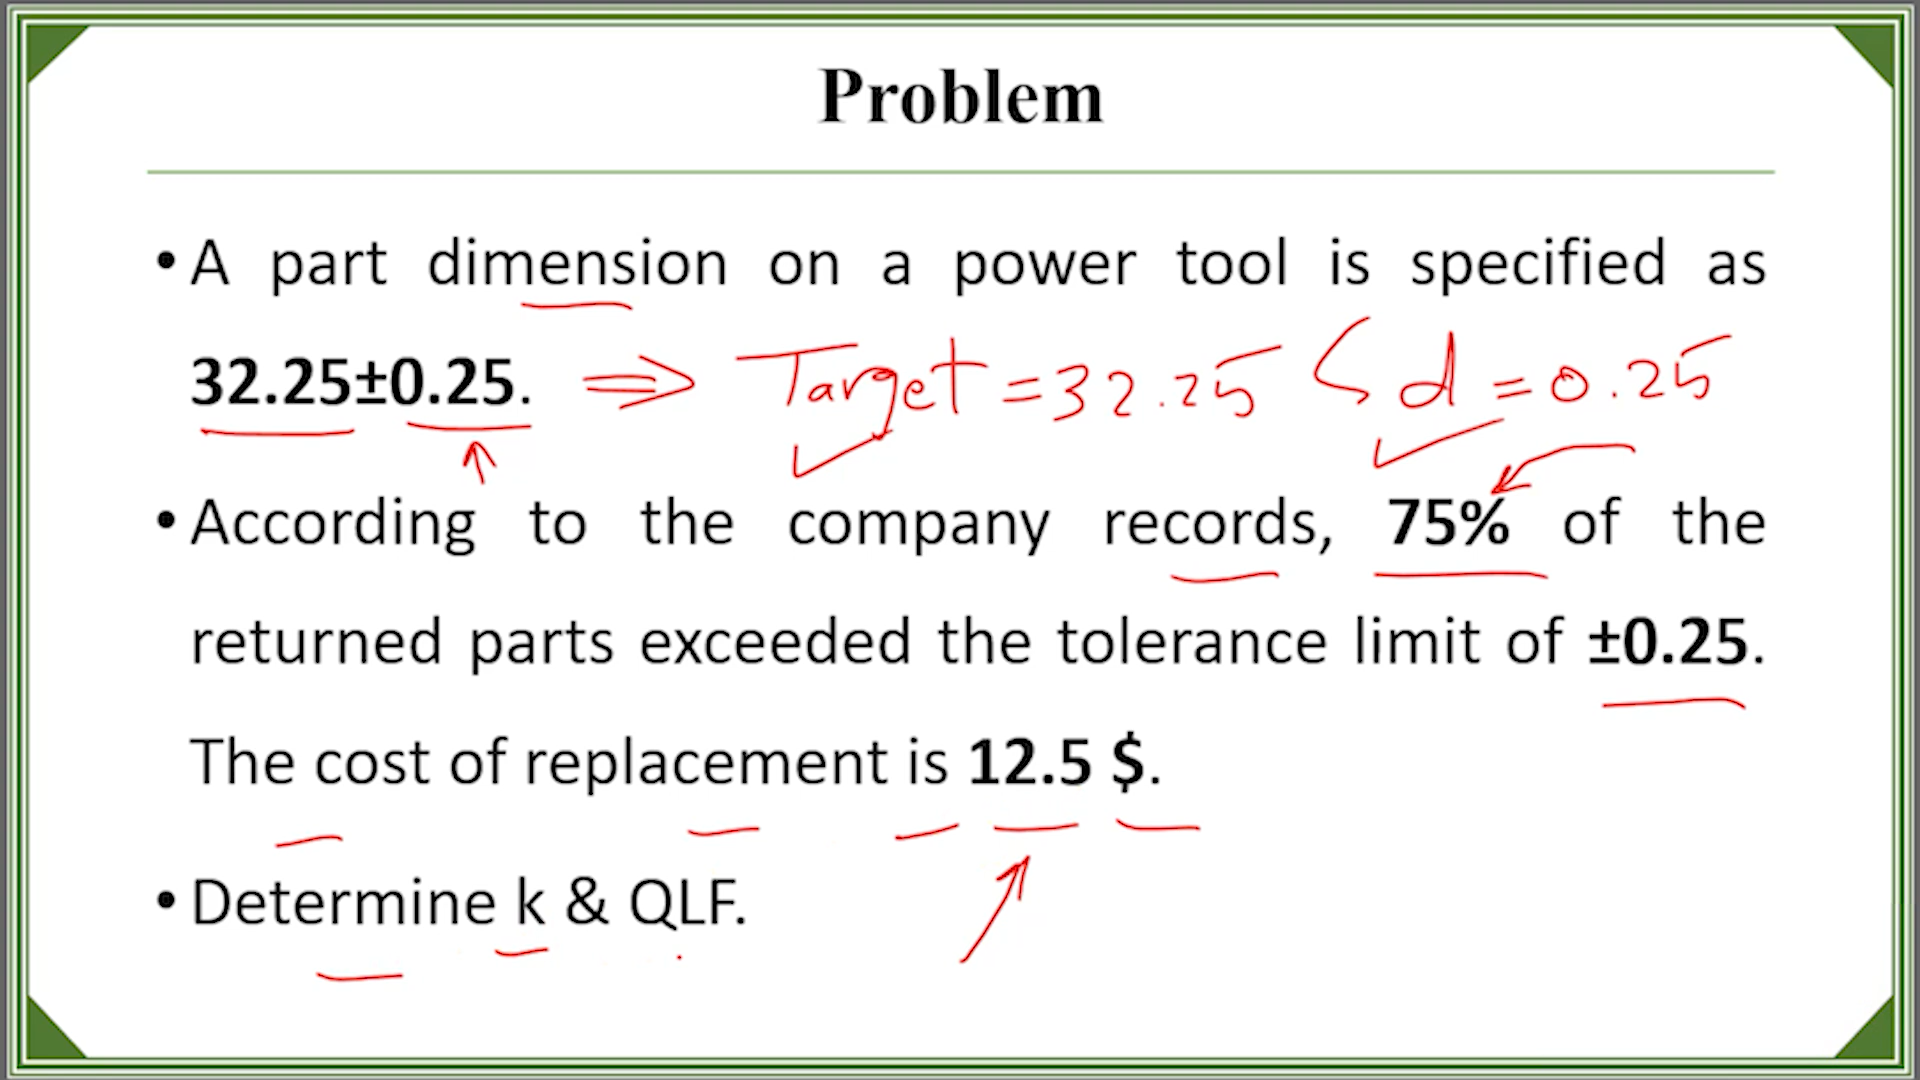 Problem
• A part dimension on a power tool is specified as
32.25±0.25. ⇒ Target = 32.25 d = 0.25
• According to the company records, 75% of the
returned parts exceeded the tolerance limit of ±0.25.
The cost of replacement is 12.5 $.
• Determine k & QLF.